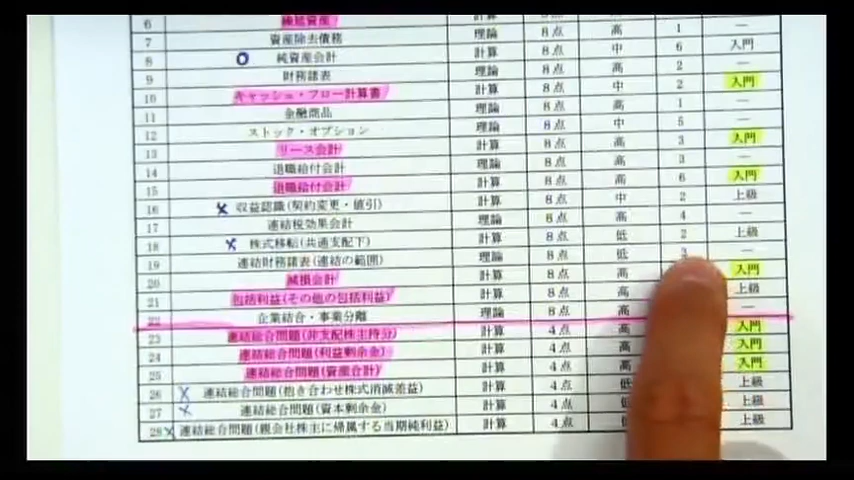 6 繰延資産 計算 8点 中
7 資産除去債務 理論 8点 高 1 ―
8 純資産会計 計算 8点 中 6 入門
9 財務諸表 理論 8点 高 2 ―
10 キャッシュ・フロー計算書 計算 8点 中 2 入門
11 金融商品 理論 8点 高 1 ―
12 ストック・オプション 理論 8点 中 5 ―
13 リース会計 計算 8点 高 3 入門
14 退職給付会計 理論 8点 高 3 ―
15 退職給付会計 計算 8点 高 6 入門
16 × 収益認識(契約変更・値引) 計算 8点 中 2 上級
17 連結税効果会計 理論 8点 高 4 ―
18 × 株式移転(共通支配下) 計算 8点 低 2 上級
19 連結財務諸表(連結の範囲) 理論 8点 低 3 ―
20 減損会計 計算 8点 高 入門
21 包括利益(その他の包括利益) 計算 8点 高 上級
22 企業結合・事業分離 理論 8点 高 ―
23 連結総合問題(非支配株主持分) 計算 4点 高 入門
24 連結総合問題(利益剰余金) 計算 4点 高 入門
25 連結総合問題(資産合計) 計算 4点 高 入門
26 × 連結総合問題(抱き合わせ株式消滅差益) 計算 4点 低 上級
27 × 連結総合問題(資本剰余金) 計算 4点 低 上級
28 × 連結総合問題(親会社株主に帰属する当期純利益) 計算 4点 低 上級